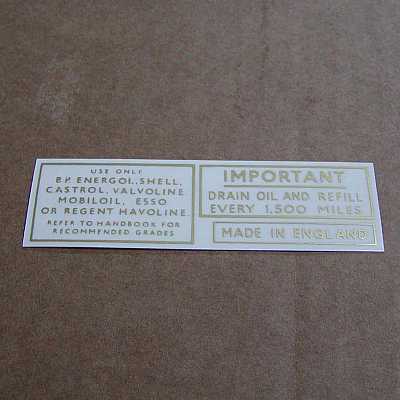 USE ONLY
B.P. ENERGOL, SHELL,
CASTROL, VALVOLINE
MOBILOIL, ESSO
OR REGENT HAVOLINE
REFER TO HANDBOOK FOR
RECOMMENDED GRADES
IMPORTANT
DRAIN OIL AND REFILL
EVERY 1,500 MILES
MADE IN ENGLAND